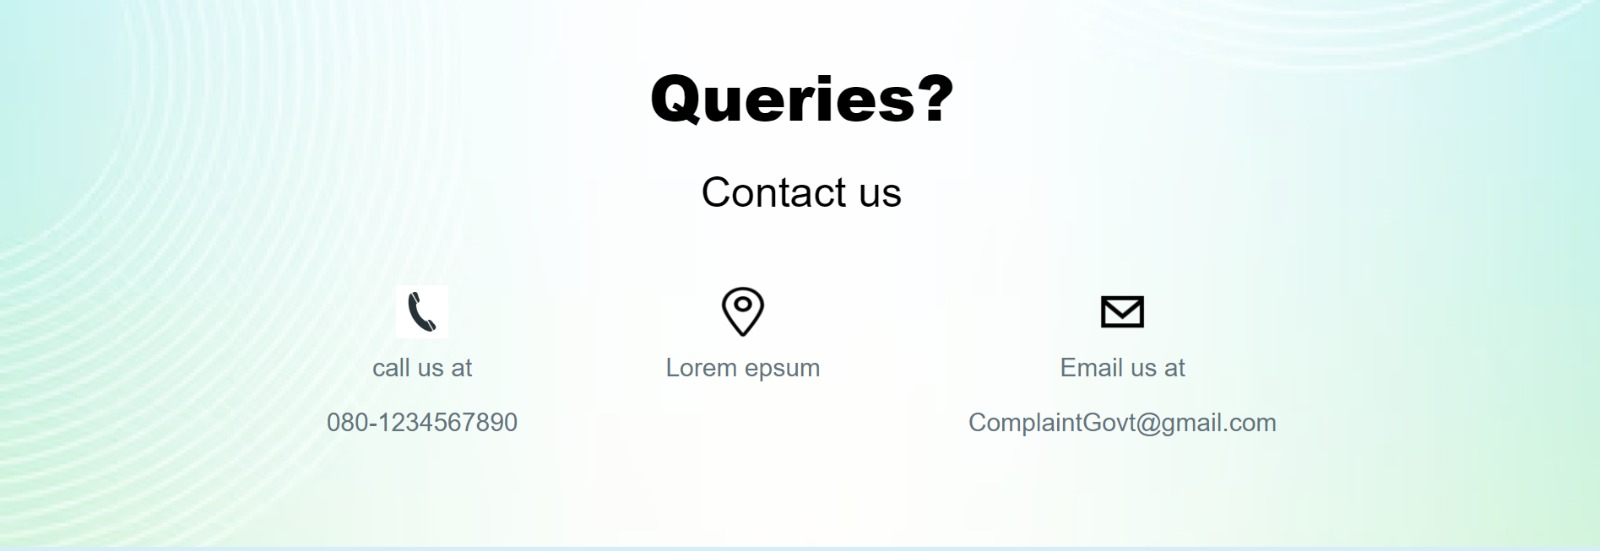 Queries?
Contact us
call us at
080-1234567890
Lorem epsum
Email us at
ComplaintGovt@gmail.com